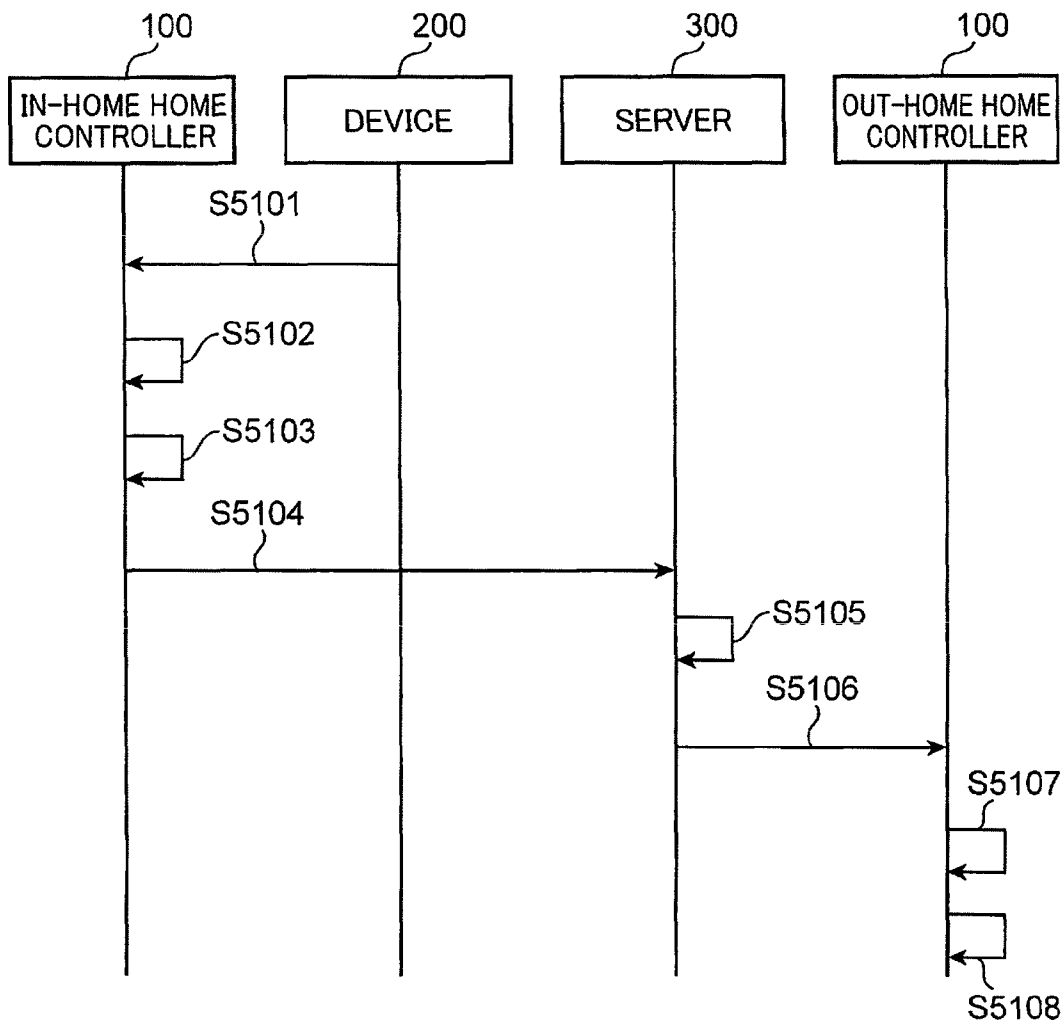 100
200
300
100
IN-HOME HOME
CONTROLLER
DEVICE
SERVER
OUT-HOME HOME
CONTROLLER
S5101
S5102
S5103
S5104
S5105
S5106
S5107
S5108